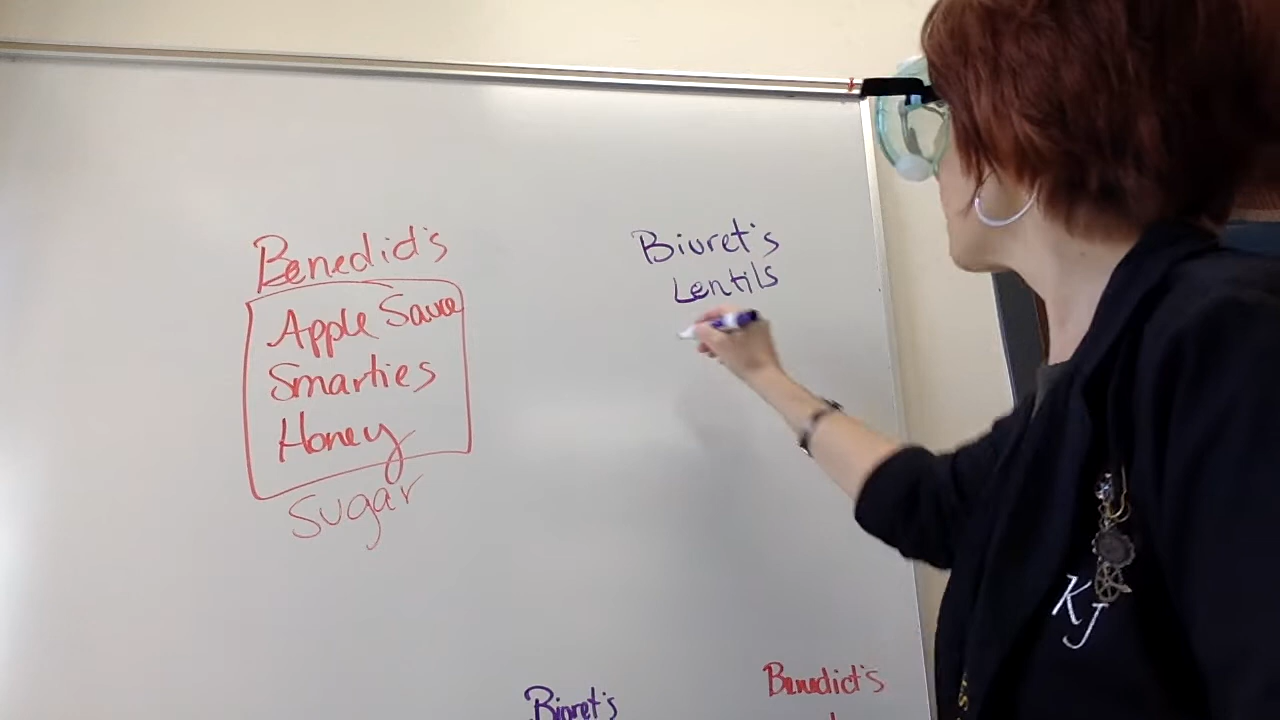 Benedict's
Apple Sauce
Smarties
Honey
Sugar
Biuret's
Lentils
Biuret's
Benedict's
KJ